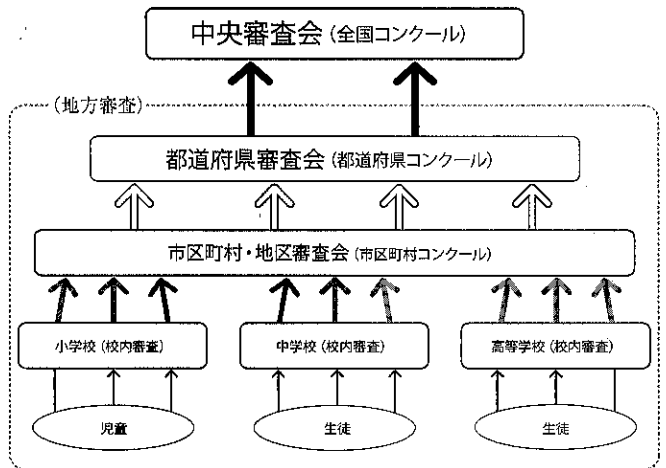 中央審査会(全国コンクール)
(地方審査)
都道府県審査会(都道府県コンクール)
市区町村・地区審査会(市区町村コンクール)
小学校(校内審査)
中学校(校内審査)
高等学校(校内審査)
児童
生徒
生徒